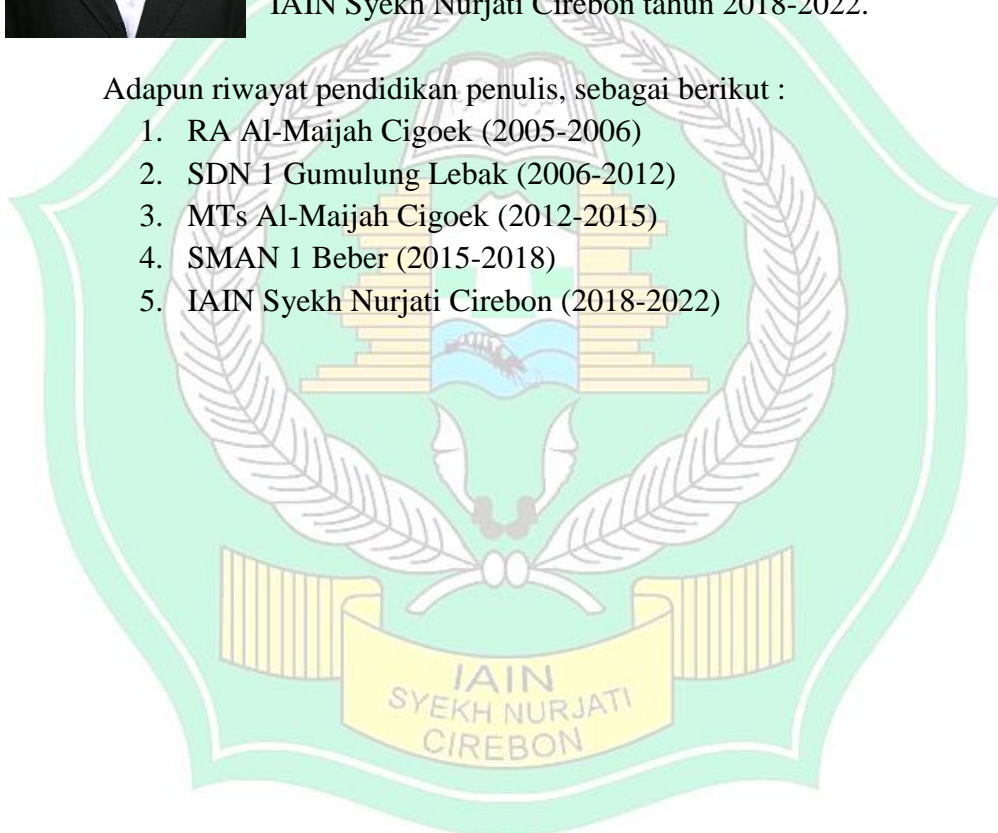 IAIN Syekh Nurjati Cirebon tahun 2018-2022.
Adapun riwayat pendidikan penulis, sebagai berikut :
1. RA Al-Maijah Cigoek (2005-2006)
2. SDN 1 Gumulung Lebak (2006-2012)
3. MTs Al-Maijah Cigoek (2012-2015)
4. SMAN 1 Beber (2015-2018)
5. IAIN Syekh Nurjati Cirebon (2018-2022)
IAIN
SYEKH NURJATI
CIREBON